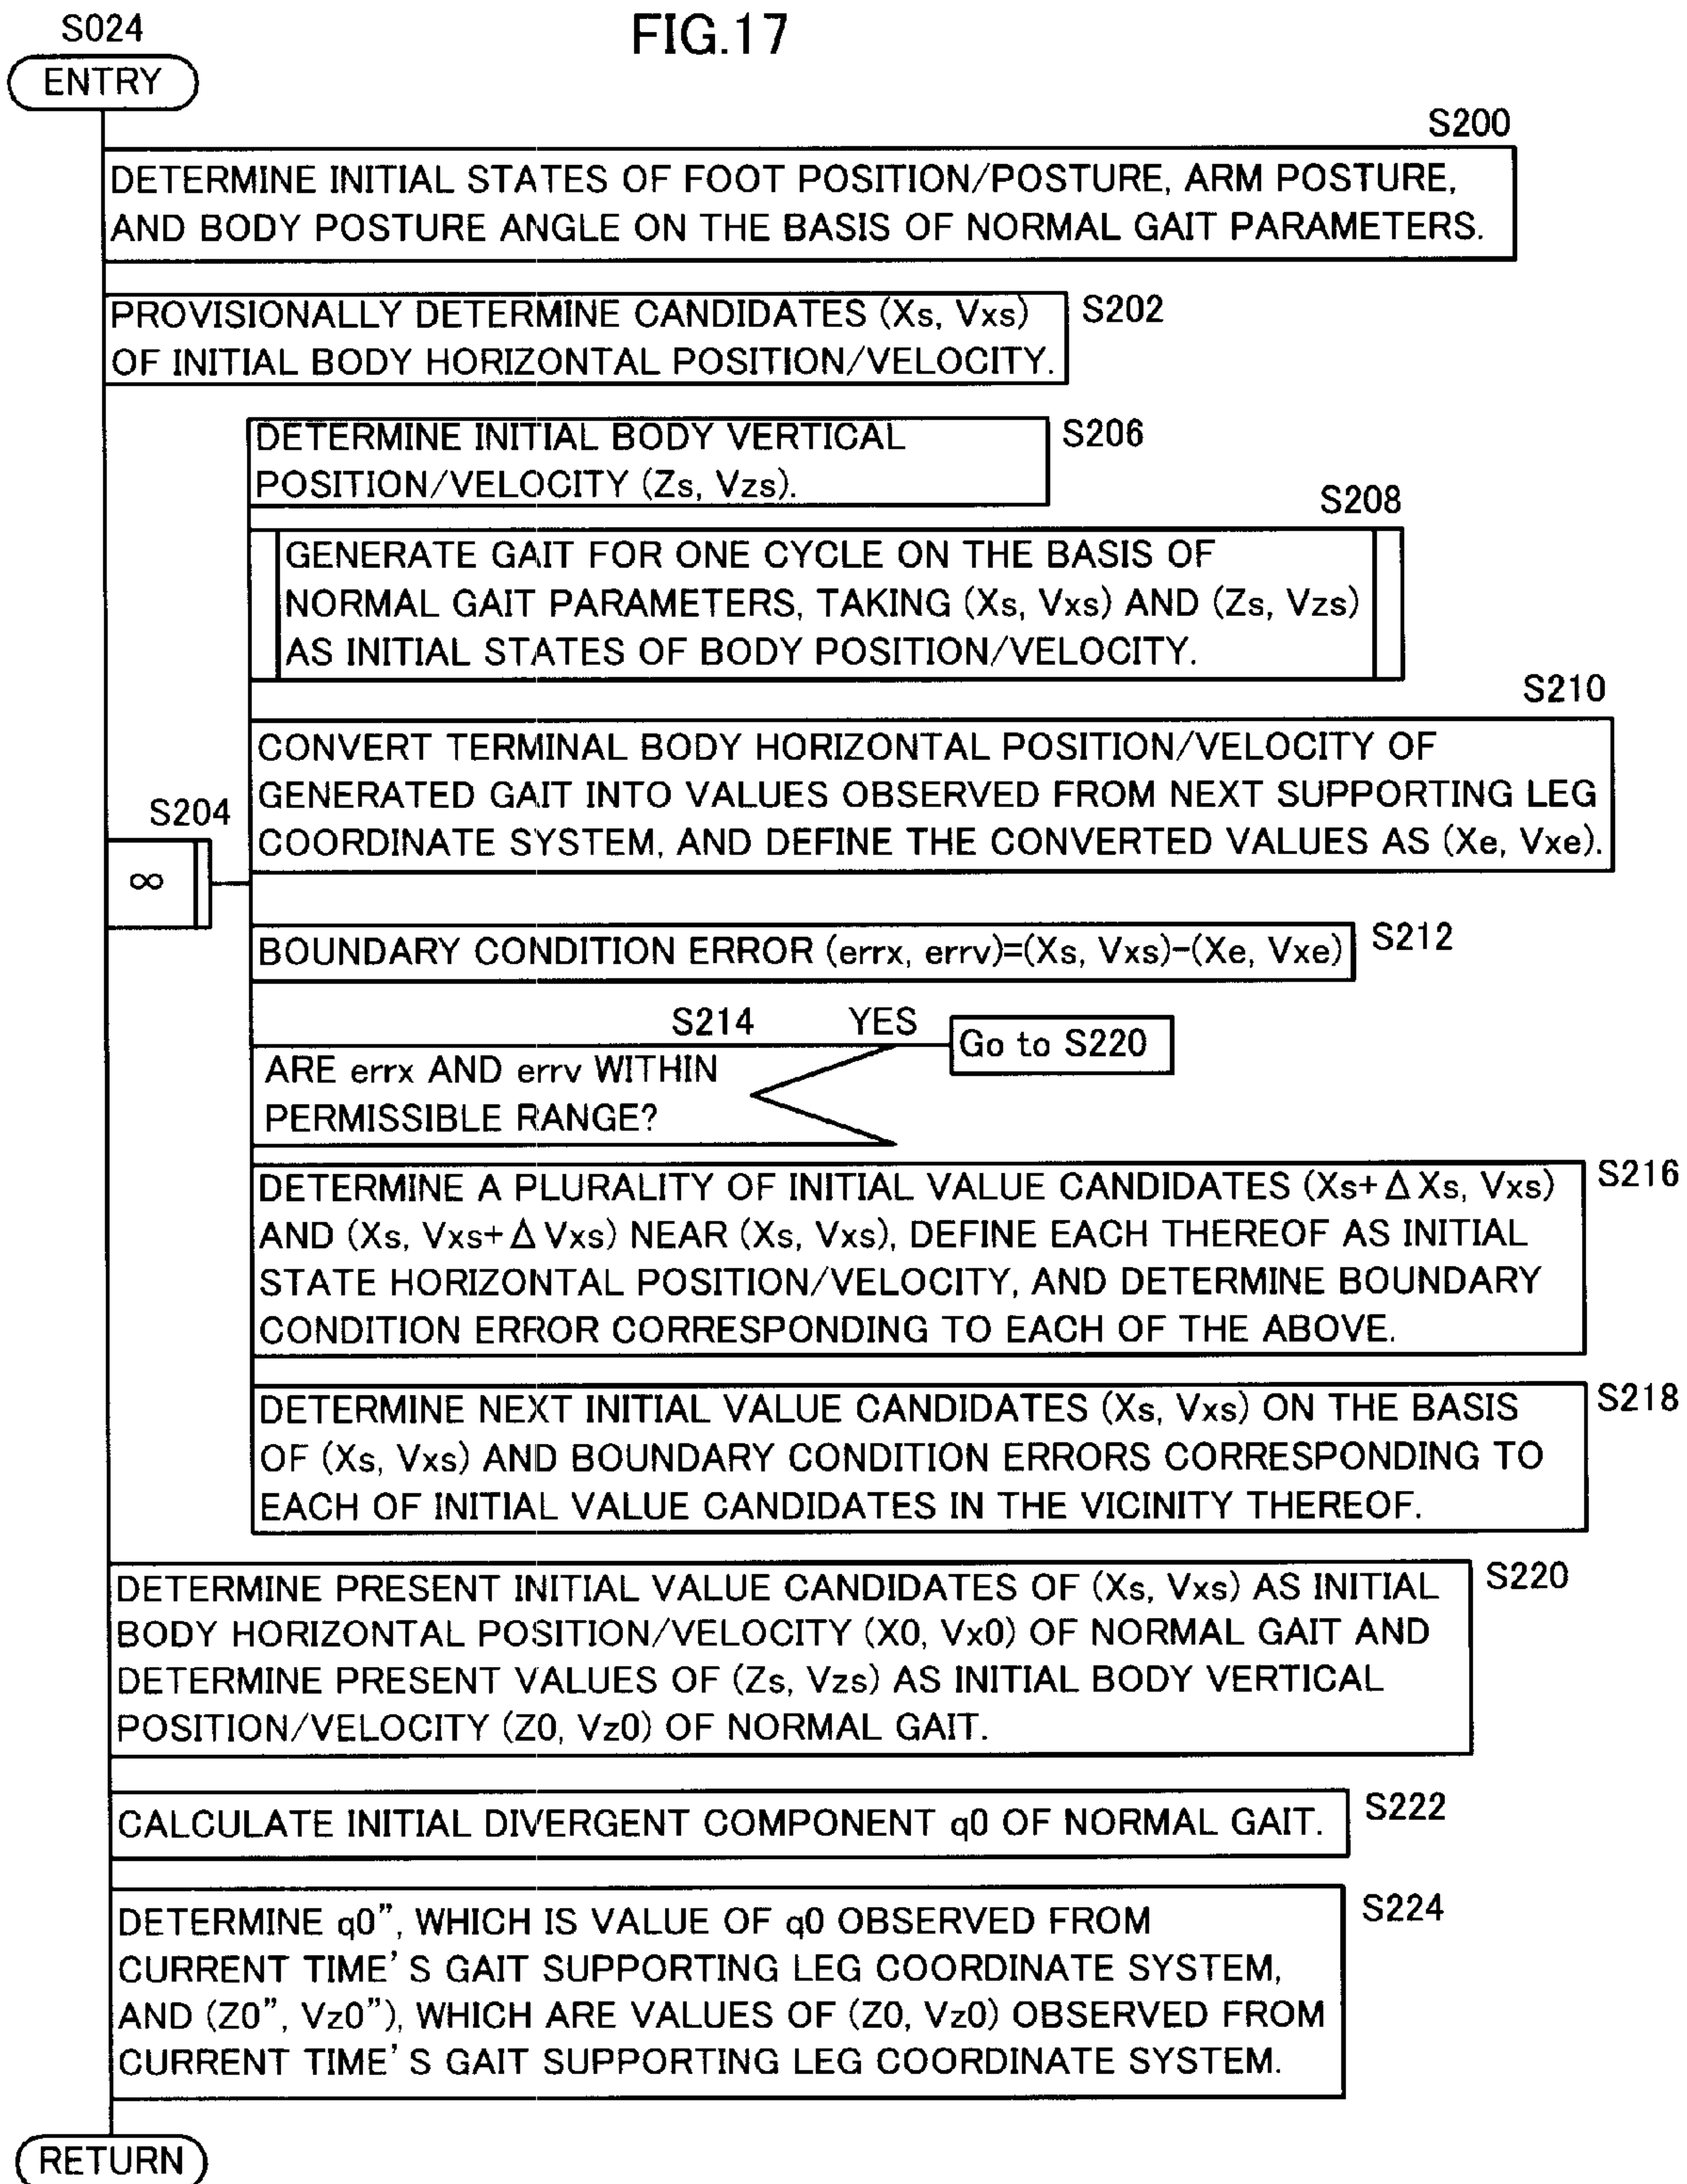 FIG.17
S024
ENTRY
S200
DETERMINE INITIAL STATES OF FOOT POSITION/POSTURE, ARM POSTURE,
AND BODY POSTURE ANGLE ON THE BASIS OF NORMAL GAIT PARAMETERS.
PROVISIONALLY DETERMINE CANDIDATES (Xs, Vxs)
OF INITIAL BODY HORIZONTAL POSITION/VELOCITY.
S202
S204
∞
DETERMINE INITIAL BODY VERTICAL
POSITION/VELOCITY (Zs, Vzs).
S206
S208
GENERATE GAIT FOR ONE CYCLE ON THE BASIS OF
NORMAL GAIT PARAMETERS, TAKING (Xs, Vxs) AND (Zs, Vzs)
AS INITIAL STATES OF BODY POSITION/VELOCITY.
S210
CONVERT TERMINAL BODY HORIZONTAL POSITION/VELOCITY OF
GENERATED GAIT INTO VALUES OBSERVED FROM NEXT SUPPORTING LEG
COORDINATE SYSTEM, AND DEFINE THE CONVERTED VALUES AS (Xe, Vxe).
BOUNDARY CONDITION ERROR (errx, errv)=(Xs, Vxs)-(Xe, Vxe)
S212
S214
YES
Go to S220
ARE errx AND errv WITHIN
PERMISSIBLE RANGE?
DETERMINE A PLURALITY OF INITIAL VALUE CANDIDATES (Xs+ΔXs, Vxs)
AND (Xs, Vxs+ΔVxs) NEAR (Xs, Vxs), DEFINE EACH THEREOF AS INITIAL
STATE HORIZONTAL POSITION/VELOCITY, AND DETERMINE BOUNDARY
CONDITION ERROR CORRESPONDING TO EACH OF THE ABOVE.
S216
DETERMINE NEXT INITIAL VALUE CANDIDATES (Xs, Vxs) ON THE BASIS
OF (Xs, Vxs) AND BOUNDARY CONDITION ERRORS CORRESPONDING TO
EACH OF INITIAL VALUE CANDIDATES IN THE VICINITY THEREOF.
S218
DETERMINE PRESENT INITIAL VALUE CANDIDATES OF (Xs, Vxs) AS INITIAL
BODY HORIZONTAL POSITION/VELOCITY (X0, Vx0) OF NORMAL GAIT AND
DETERMINE PRESENT VALUES OF (Zs, Vzs) AS INITIAL BODY VERTICAL
POSITION/VELOCITY (Z0, Vz0) OF NORMAL GAIT.
S220
CALCULATE INITIAL DIVERGENT COMPONENT q0 OF NORMAL GAIT.
S222
DETERMINE q0", WHICH IS VALUE OF q0 OBSERVED FROM
CURRENT TIME'S GAIT SUPPORTING LEG COORDINATE SYSTEM,
AND (Z0", Vz0"), WHICH ARE VALUES OF (Z0, Vz0) OBSERVED FROM
CURRENT TIME'S GAIT SUPPORTING LEG COORDINATE SYSTEM.
S224
RETURN